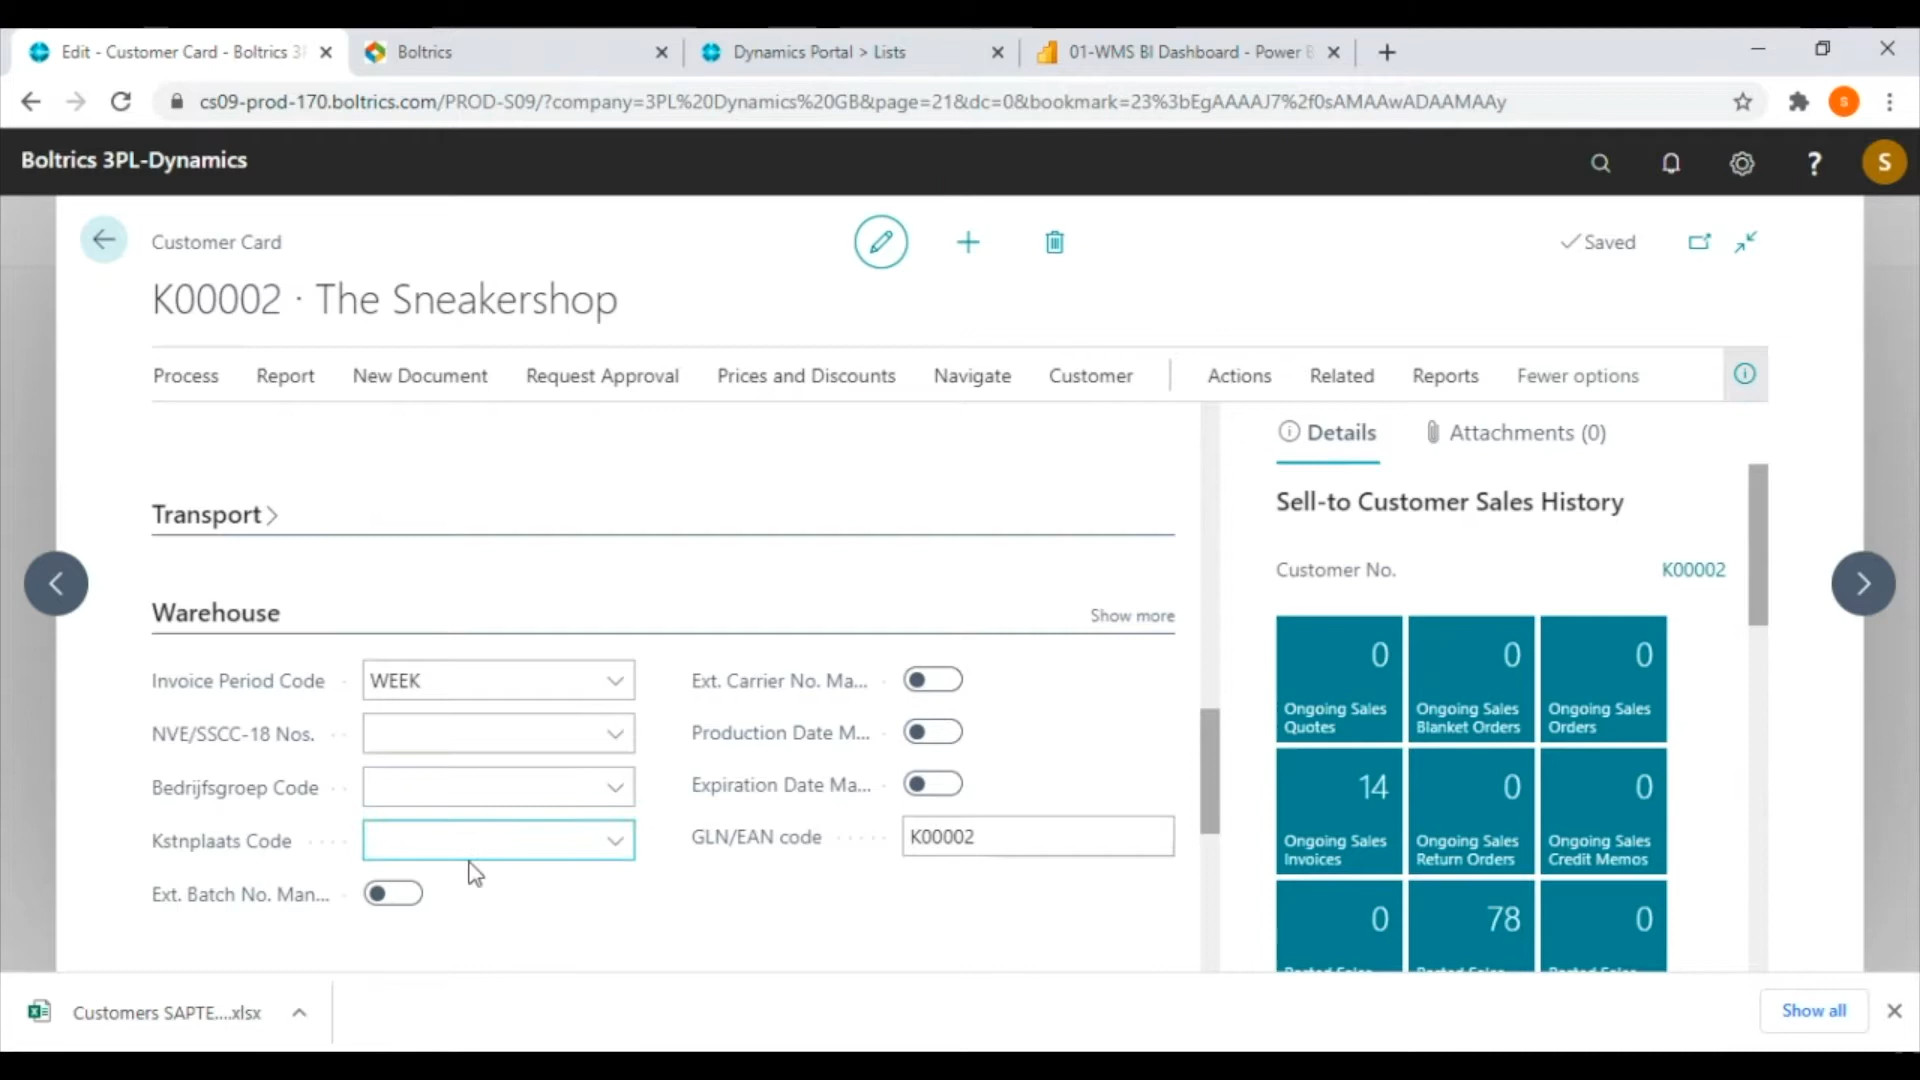 Edit - Customer Card - Boltrics 3
Boltrics
Dynamics Portal > Lists
01-WMS BI Dashboard - Power B
cs09-prod-170.boltrics.com/PROD-S09/?company=3PL%20Dynamics%20GB&page=21&dc=0&bookmark=23%3bEgAAAAJ7%2f0sAMAAwADAAMAAy
S
Boltrics 3PL-Dynamics
?
S
Customer Card
Saved
K00002 · The Sneakershop
Process
Report
New Document
Request Approval
Prices and Discounts
Navigate
Customer
Actions
Related
Reports
Fewer options
Details
Attachments (0)
Transport
Sell-to Customer Sales History
Customer No.
K00002
Warehouse
Show more
Invoice Period Code
WEEK
NVE/SSCC-18 Nos.
Bedrijfsgroep Code
Kstnplaats Code
Ext. Batch No. Man...
Ext. Carrier No. Ma...
Production Date M...
Expiration Date Ma...
GLN/EAN code
K00002
0
Ongoing Sales
Quotes
0
Ongoing Sales
Blanket Orders
0
Ongoing Sales
Orders
14
Ongoing Sales
Invoices
0
Ongoing Sales
Return Orders
0
Ongoing Sales
Credit Memos
0
78
0
Customers SAPTE....xlsx
Show all